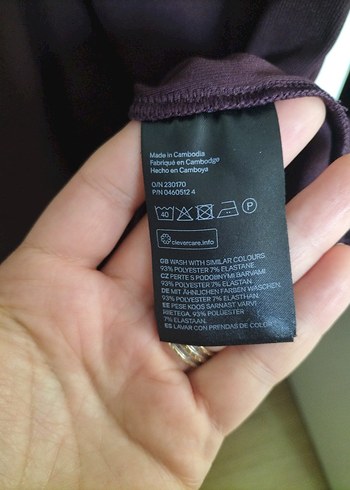 Made in Cambodia
Fabriqué en Cambodge
Hecho en Camboya
O/N 230170
P/N 0460512 4
40 P
clevercare.info
GB WASH WITH SIMILAR COLOURS.
93% POLYESTER 7% ELASTANE
CZ PERTE S PODOBNÝMI BARVAMI
93% POLYESTER 7% ELASTAN
DE MIT ÄHNLICHEN FARBEN WASCHEN
93% POLYESTER 7% ELASTHAN
EE PESE KOOS SARNAST VÄRVI
RIIETEGA. 93% POLUESTER
7% ELASTAAN
ES LAVAR CON PRENDAS DE COLOR